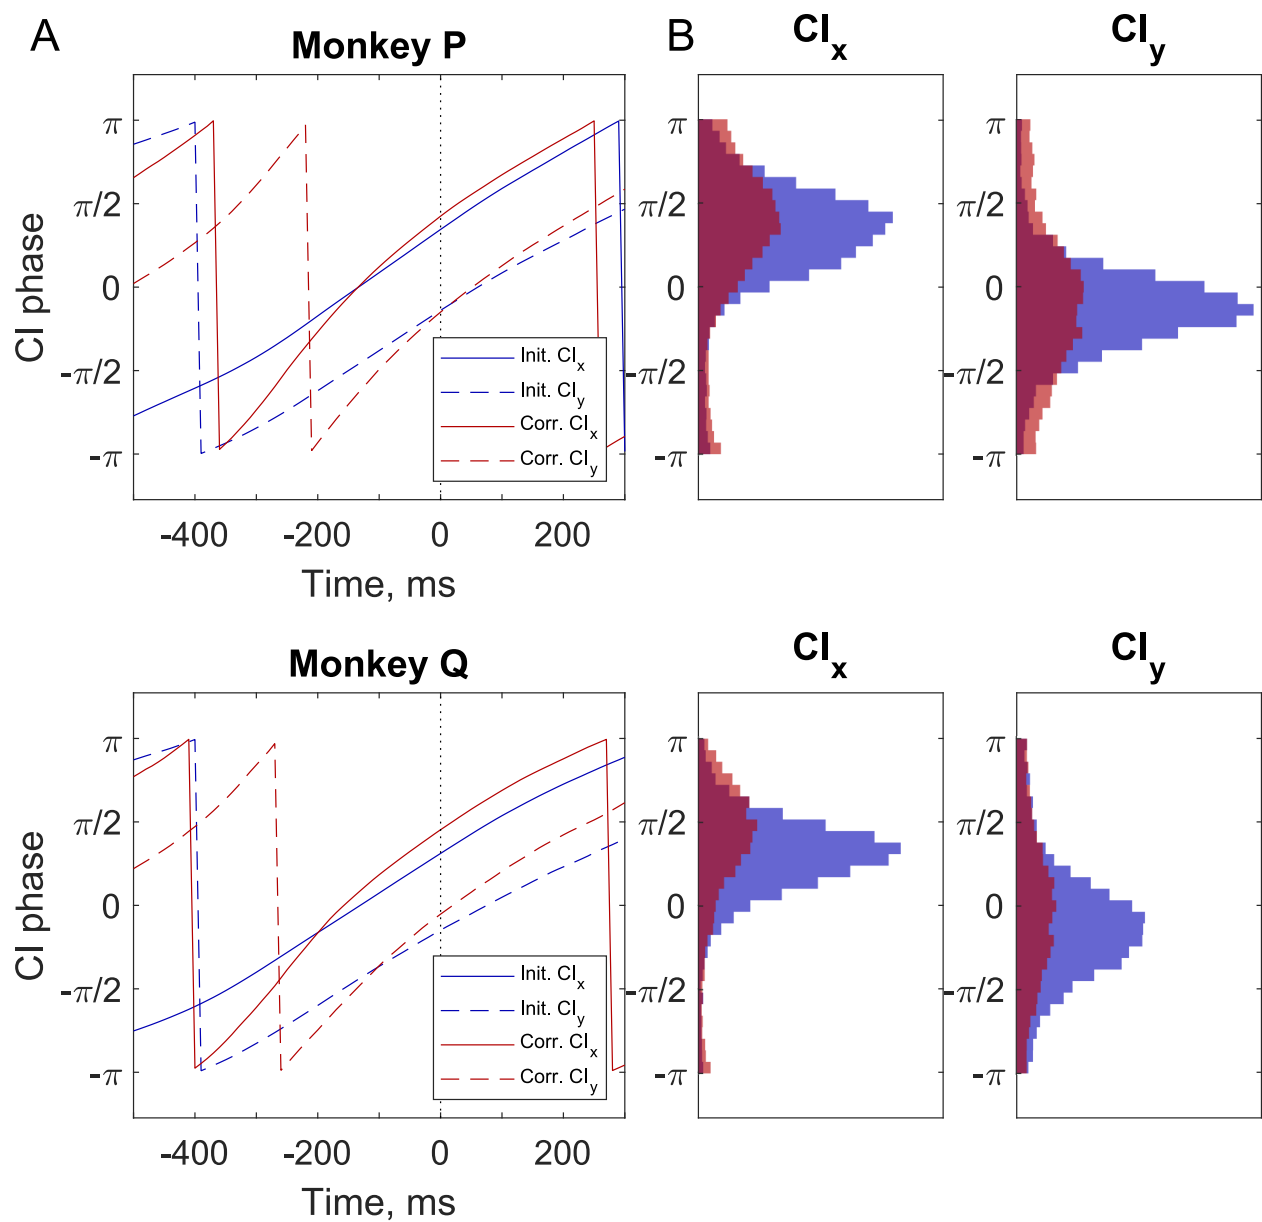 A
Monkey P
CI phase
π
π/2
0
-π/2
-π
Init. CIx
Init. CIy
Corr. CIx
Corr. CIy
-400 -200 0 200
Time, ms
B
CIx
π
π/2
0
-π/2
-π
CIy
π
π/2
0
-π/2
-π
Monkey Q
CI phase
π
π/2
0
-π/2
-π
Init. CIx
Init. CIy
Corr. CIx
Corr. CIy
-400 -200 0 200
Time, ms
CIx
π
π/2
0
-π/2
-π
CIy
π
π/2
0
-π/2
-π